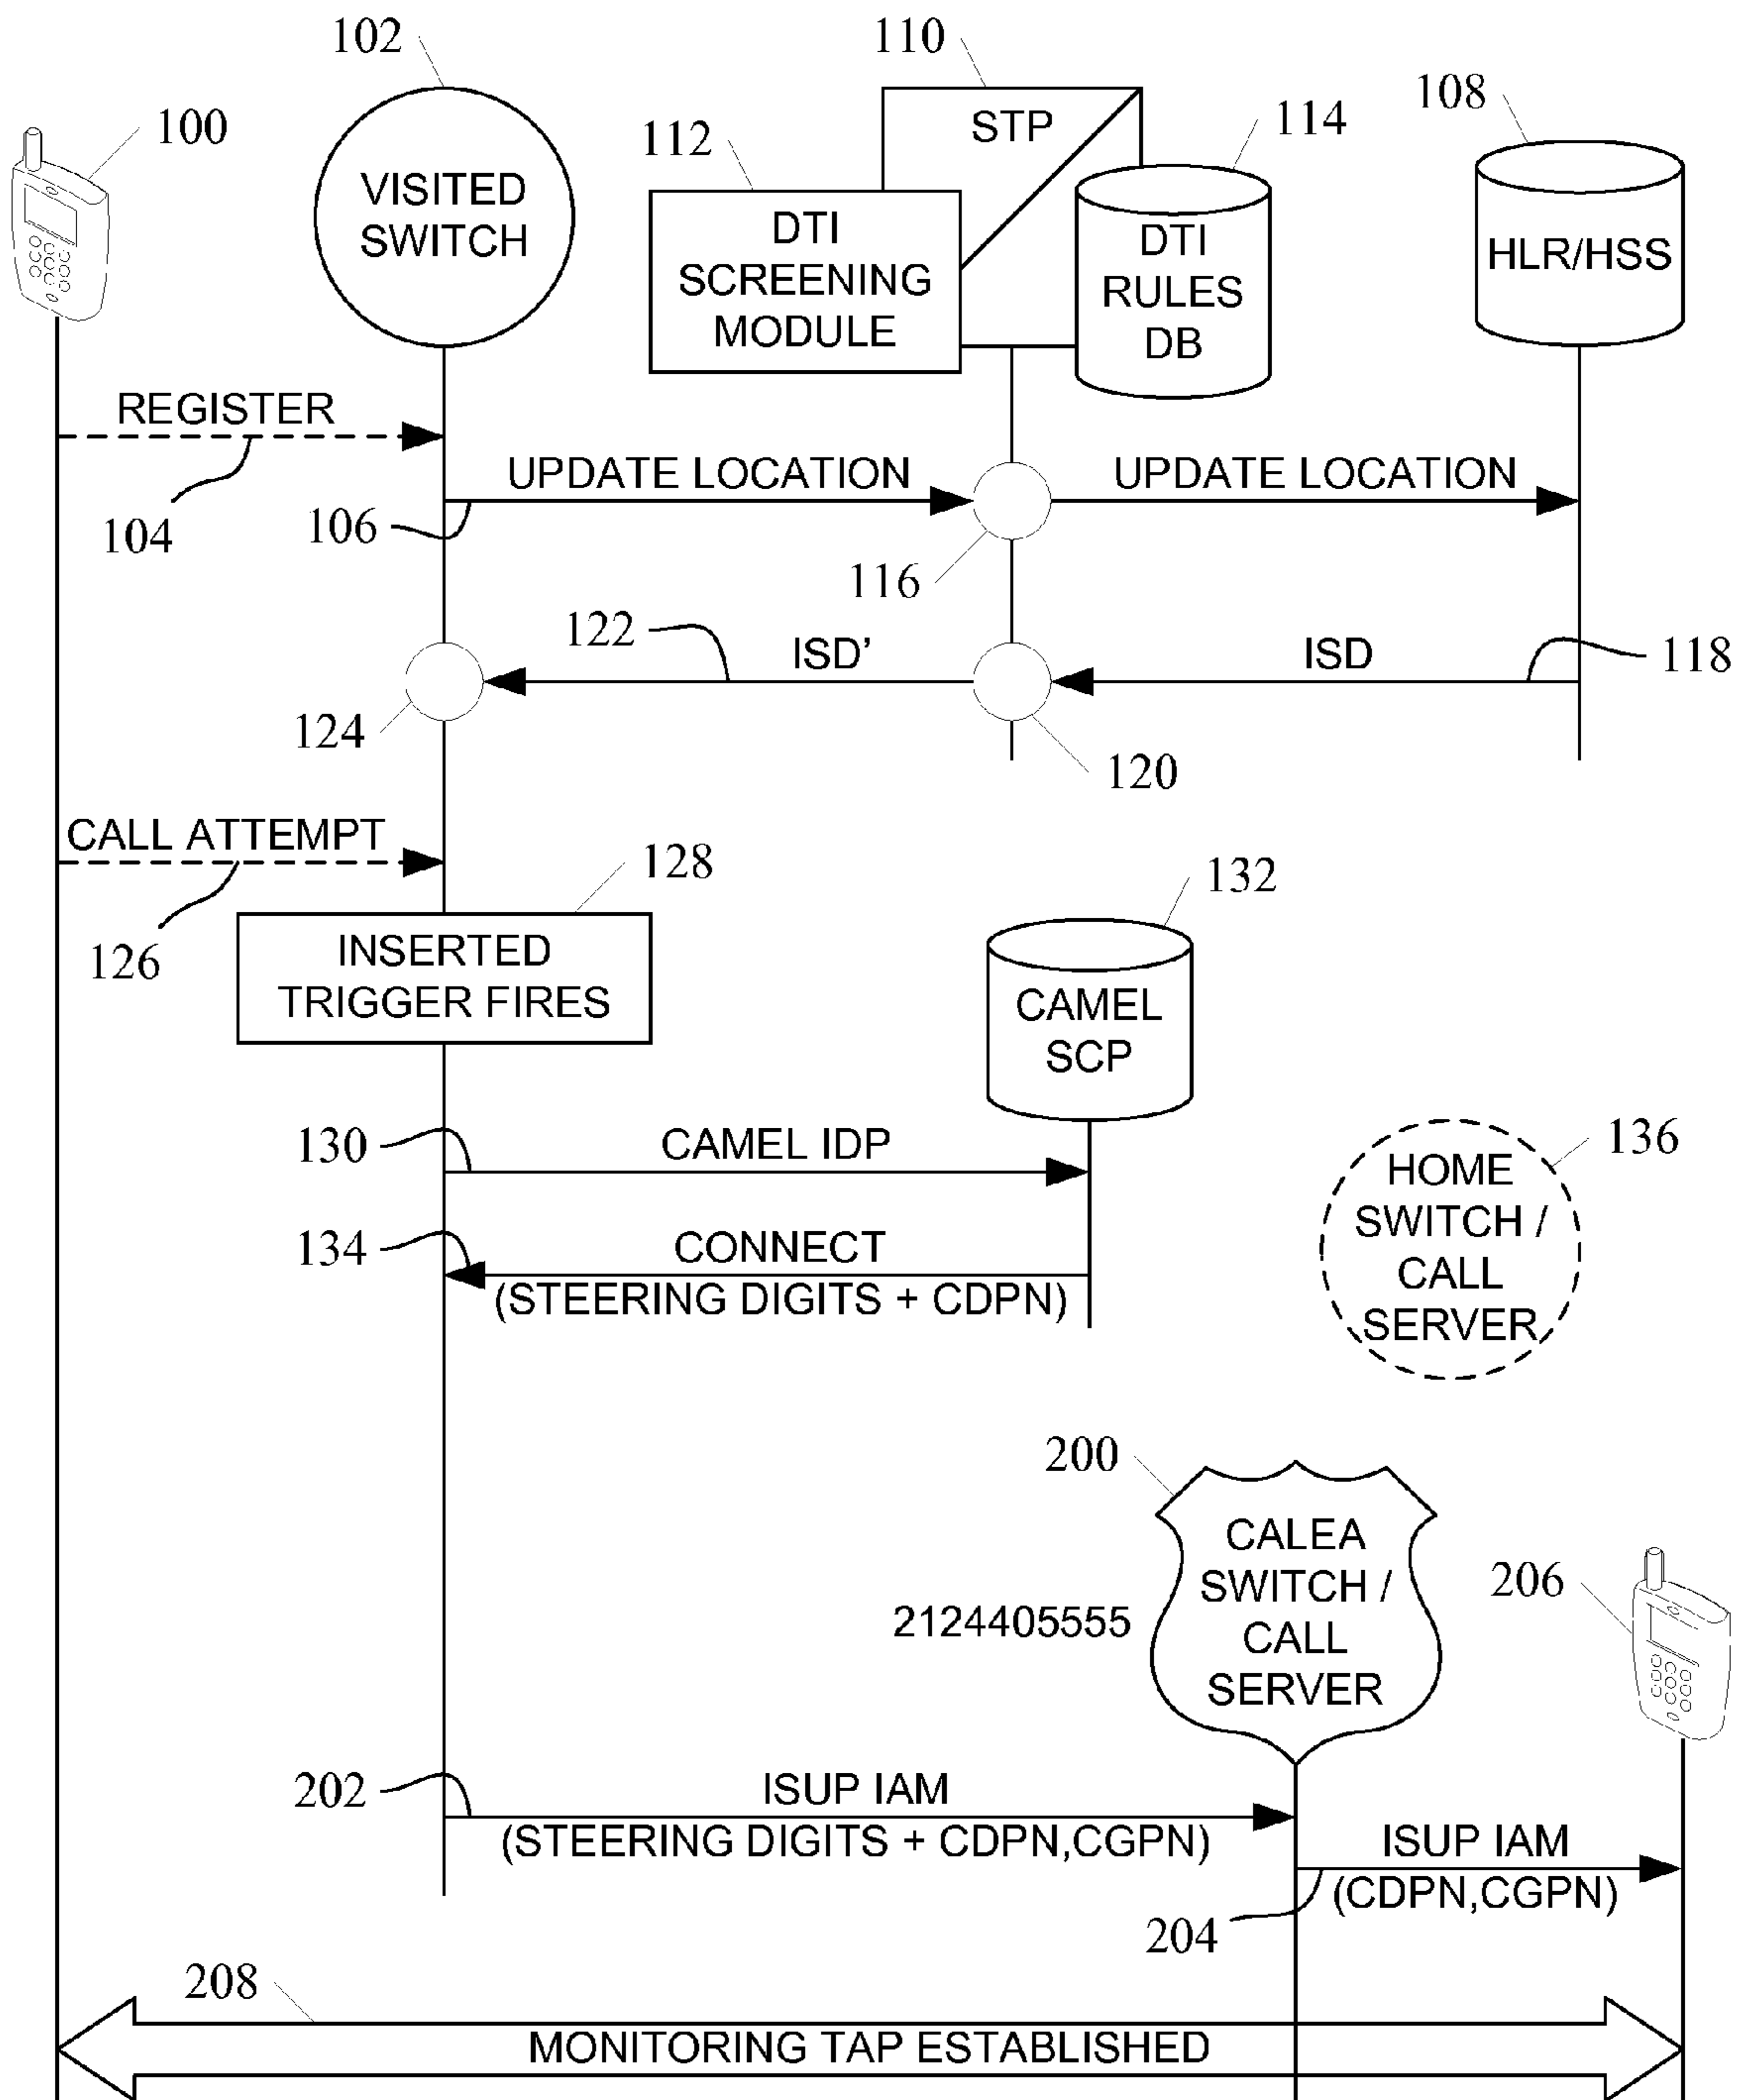 102
110
108
100
112
STP
114
VISITED
SWITCH
DTI
SCREENING
MODULE
DTI
RULES
DB
HLR/HSS
REGISTER
104
UPDATE LOCATION
UPDATE LOCATION
106
116
122
ISD'
ISD
118
124
120
CALL ATTEMPT
126
128
INSERTED
TRIGGER FIRES
132
CAMEL
SCP
130
CAMEL IDP
136
HOME
SWITCH /
CALL
SERVER
134
CONNECT
(STEERING DIGITS + CDPN)
200
CALEA
SWITCH /
CALL
SERVER
2124405555
206
202
ISUP IAM
(STEERING DIGITS + CDPN,CGPN)
ISUP IAM
(CDPN,CGPN)
204
208
MONITORING TAP ESTABLISHED